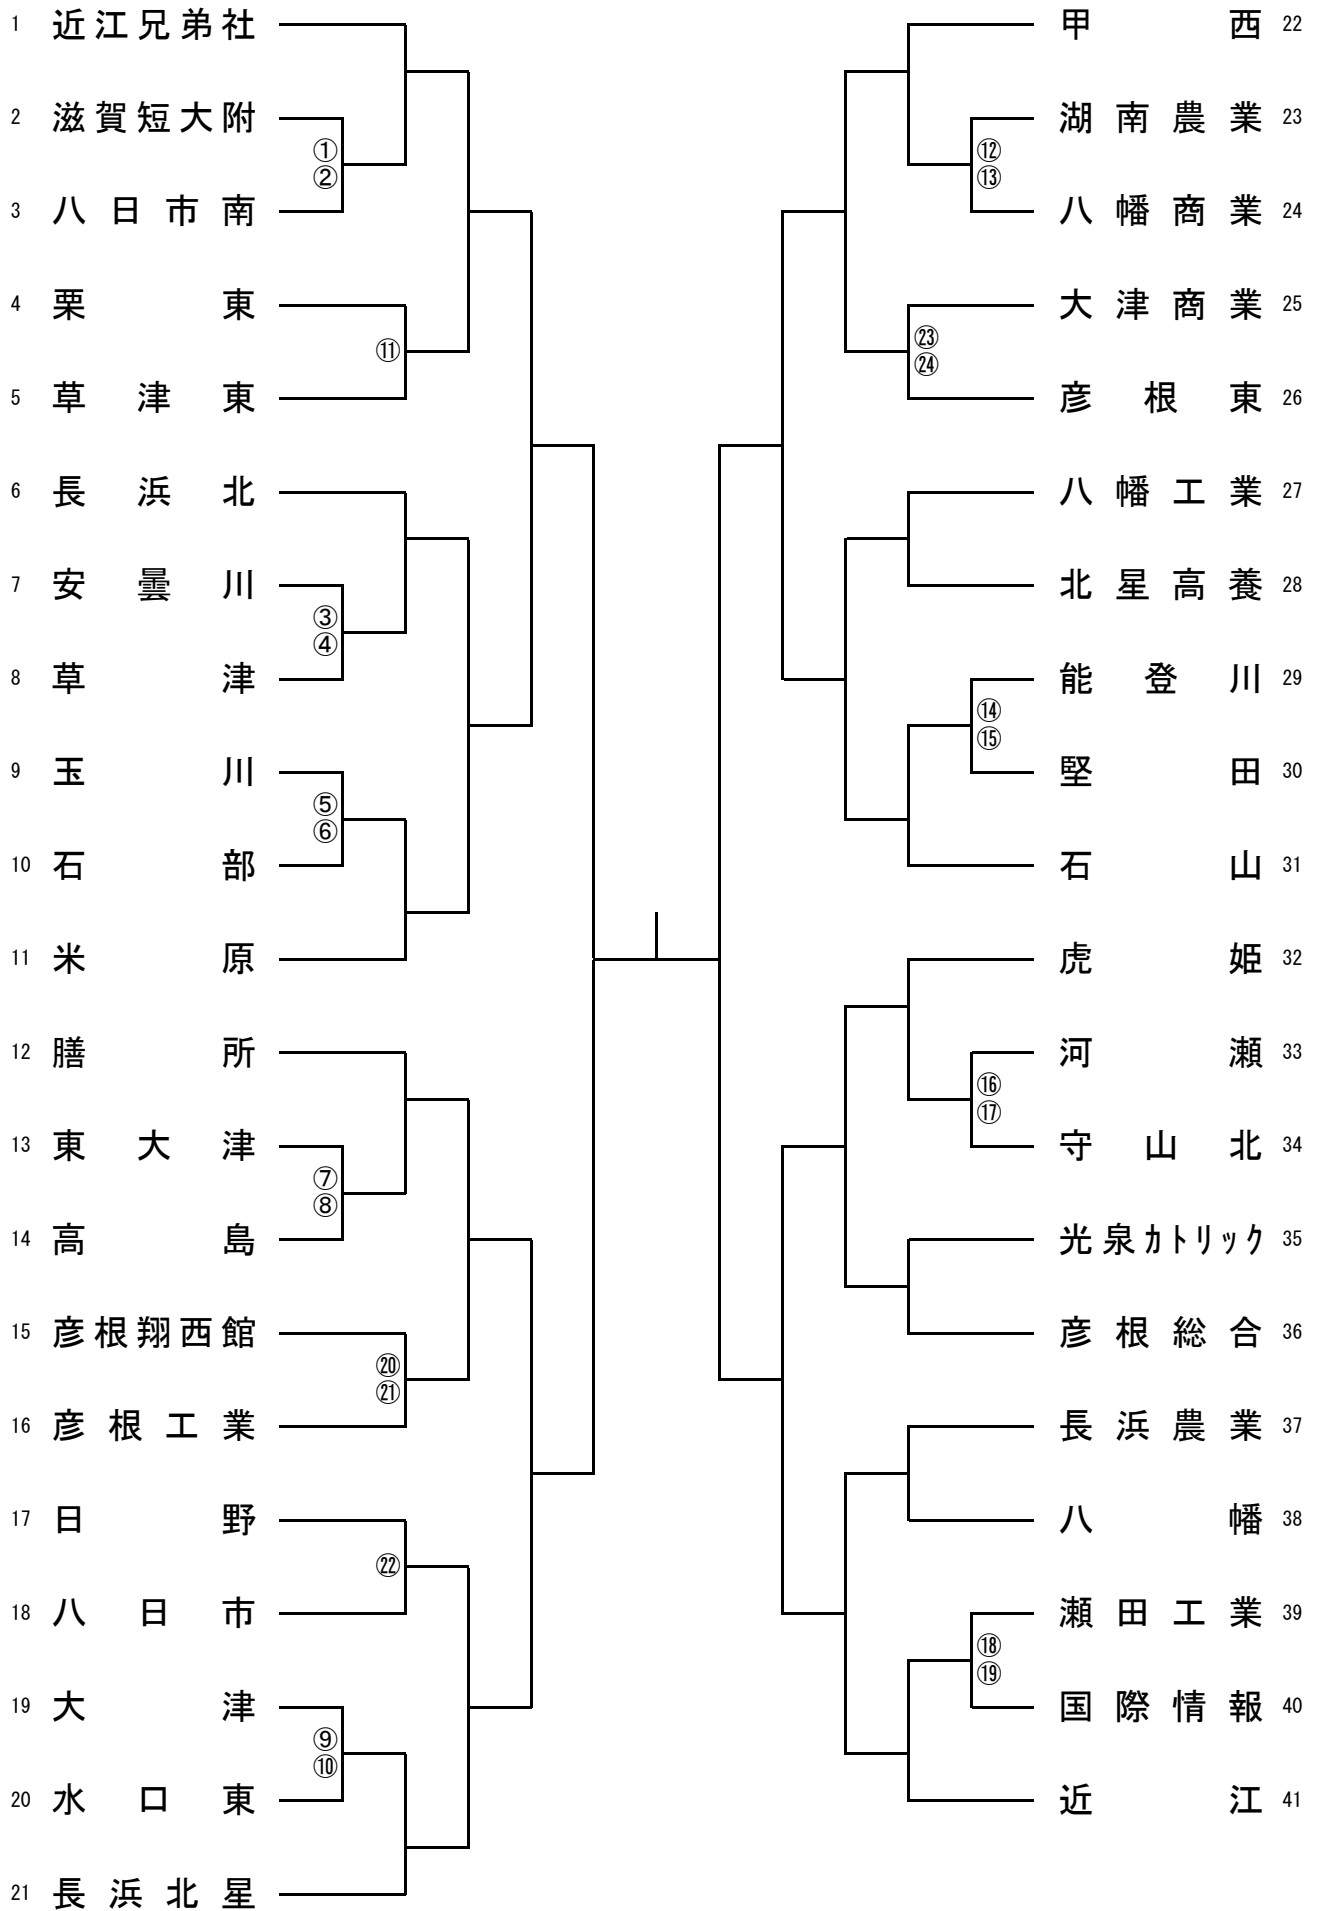 1 近江兄弟社
2 滋賀短大附
①
②
3 八日市南
4 栗東
⑪
5 草津東
6 長浜北
7 安曇川
③
④
8 草津
9 玉川
⑤
⑥
10 石部
11 米原
12 膳所
13 東大津
⑦
⑧
14 高島
15 彦根翔西館
⑳
㉑
16 彦根工業
17 日野
㉒
18 八日市
19 大津
⑨
⑩
20 水口東
21 長浜北星
甲西 22
湖南農業 23
⑫
⑬
八幡商業 24
大津商業 25
㉓
㉔
彦根東 26
八幡工業 27
北星高養 28
能登川 29
⑭
⑮
堅田 30
石山 31
虎姫 32
河瀬 33
⑯
⑰
守山北 34
光泉カトリック 35
彦根総合 36
長浜農業 37
八幡 38
瀬田工業 39
⑱
⑲
国際情報 40
近江 41